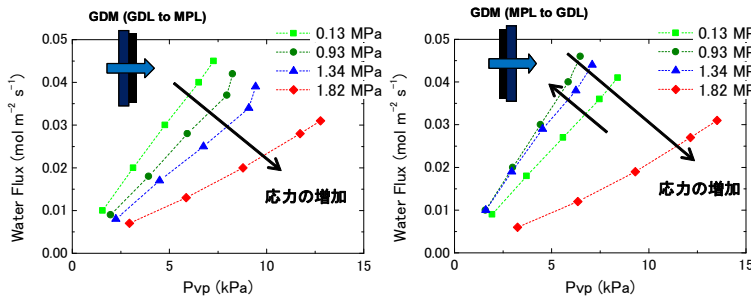 GDM (GDL to MPL)
0.13 MPa
0.93 MPa
1.34 MPa
1.82 MPa
応力の増加
0.05
0.04
0.03
0.02
0.01
0.00
Water Flux (mol m⁻² s⁻¹)
0 5 10 15
Pvp (kPa)
GDM (MPL to GDL)
0.13 MP
0.93 MP
1.34 MP
1.82 MP
応力の増加
0.05
0.04
0.03
0.02
0.01
0.00
Water Flux (mol m⁻² s⁻¹)
0 5 10 15
Pvp (kPa)